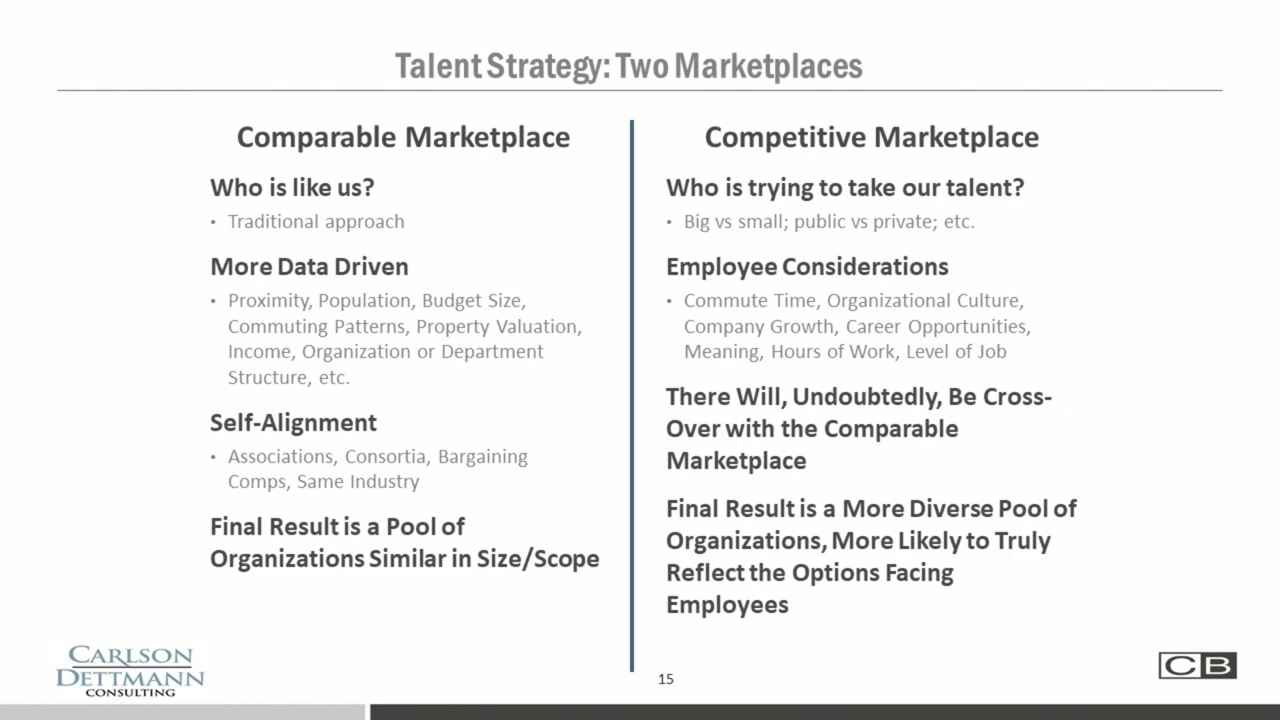 Talent Strategy: Two Marketplaces
Comparable Marketplace
Who is like us?
• Traditional approach
More Data Driven
• Proximity, Population, Budget Size,
Commuting Patterns, Property Valuation,
Income, Organization or Department
Structure, etc.
Self-Alignment
• Associations, Consortia, Bargaining
Comps, Same Industry
Final Result is a Pool of
Organizations Similar in Size/Scope
Competitive Marketplace
Who is trying to take our talent?
• Big vs small; public vs private; etc.
Employee Considerations
• Commute Time, Organizational Culture,
Company Growth, Career Opportunities,
Meaning, Hours of Work, Level of Job
There Will, Undoubtedly, Be Cross-
Over with the Comparable
Marketplace
Final Result is a More Diverse Pool of
Organizations, More Likely to Truly
Reflect the Options Facing
Employees
CARLSON
DETTMANN
CONSULTING
15
CB